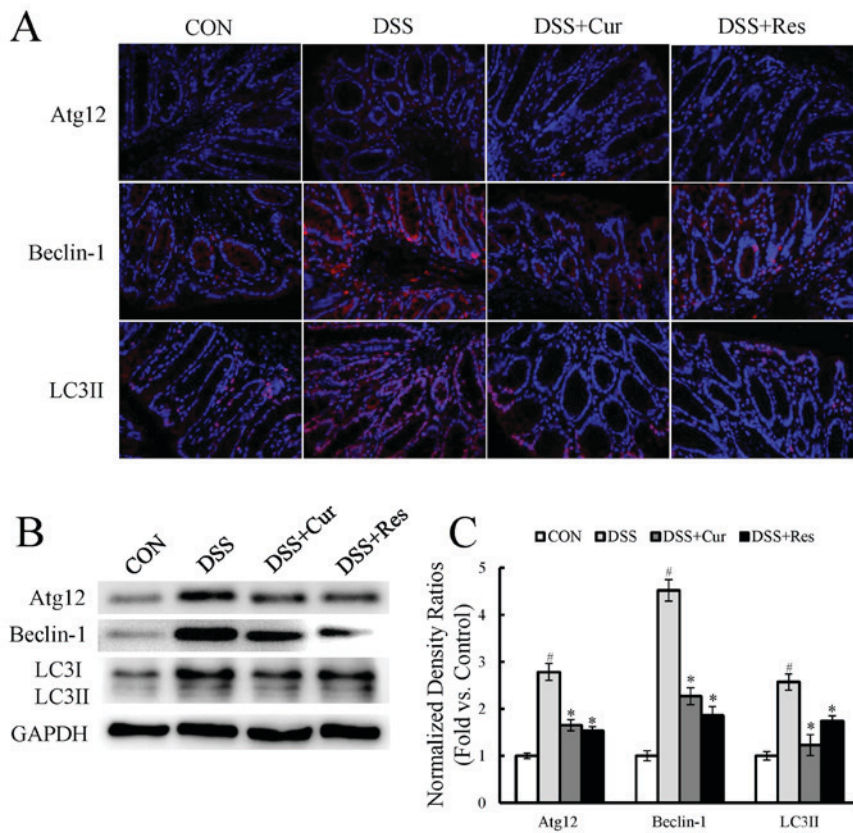 A
CON DSS DSS+Cur DSS+Res
Atg12
Beclin-1
LC3II
B
CON DSS DSS+Cur DSS+Res
Atg12
Beclin-1
LC3I
LC3II
GAPDH
C
CON DSS DSS+Cur DSS+Res
Normalized Density Ratios
(Fold vs. Control)
5
4
3
2
1
0
# * *
# * *
# * *
Atg12 Beclin-1 LC3II